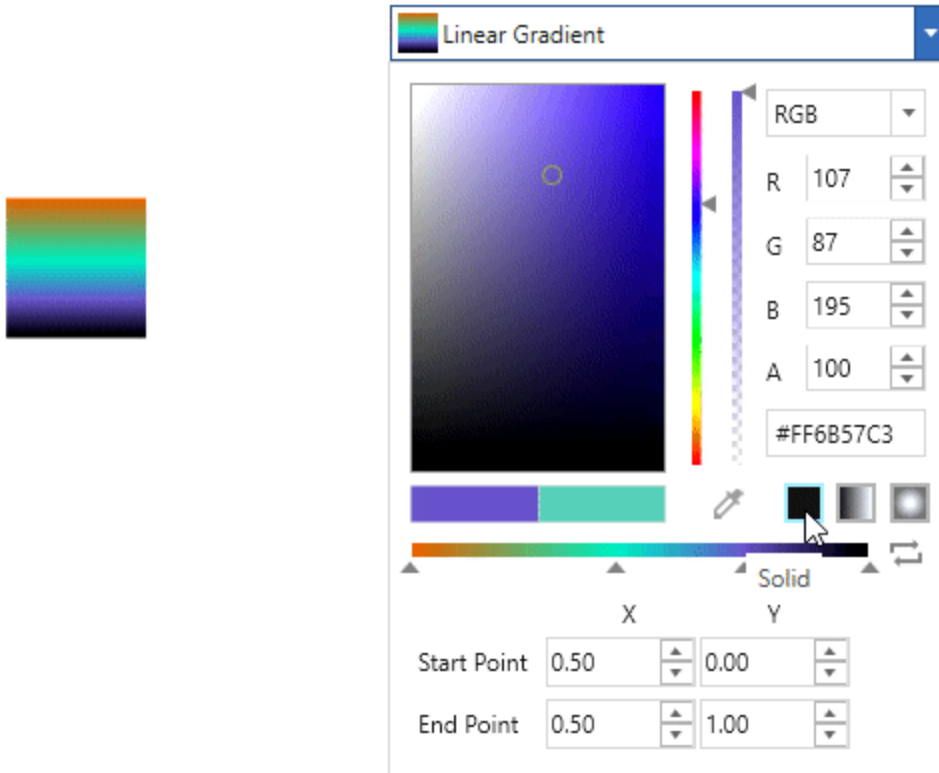 Linear Gradient
RGB
R 107
G 87
B 195
A 100
#FF6B57C3
Solid
X Y
Start Point 0.50 0.00
End Point 0.50 1.00